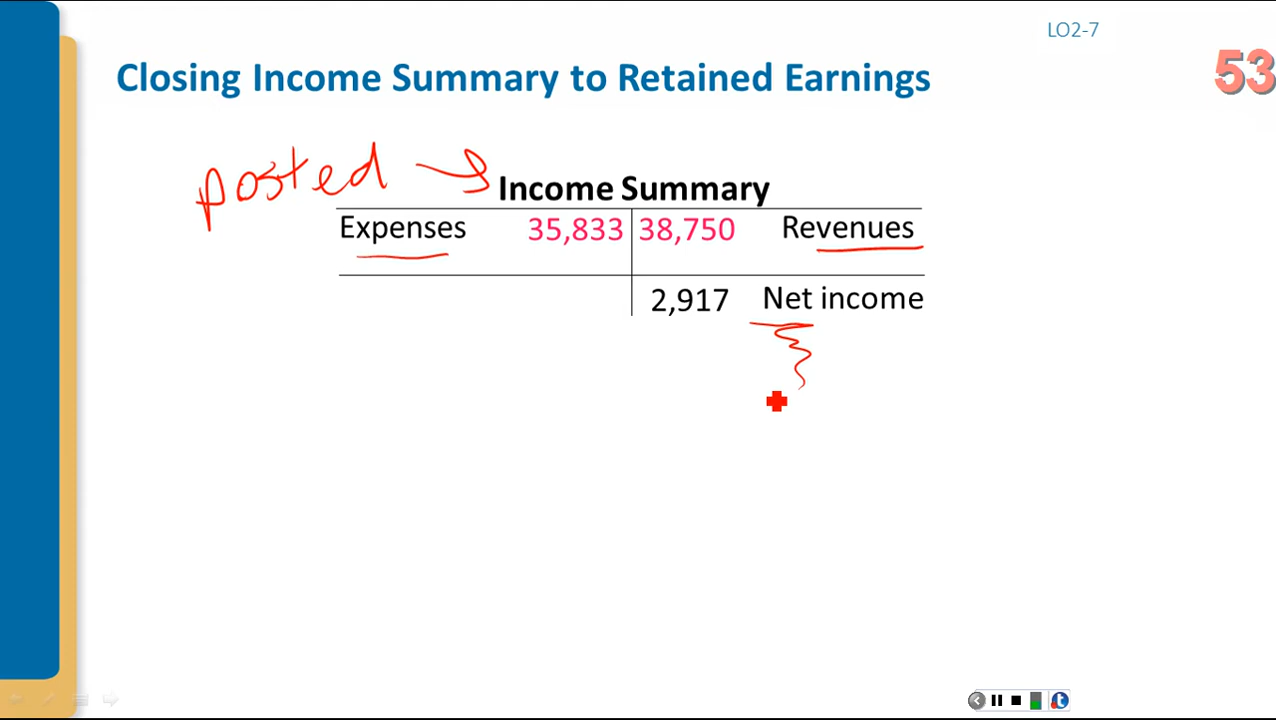 LO2-7
53
Closing Income Summary to Retained Earnings
posted
Income Summary
Expenses 35,833 38,750 Revenues
2,917 Net income